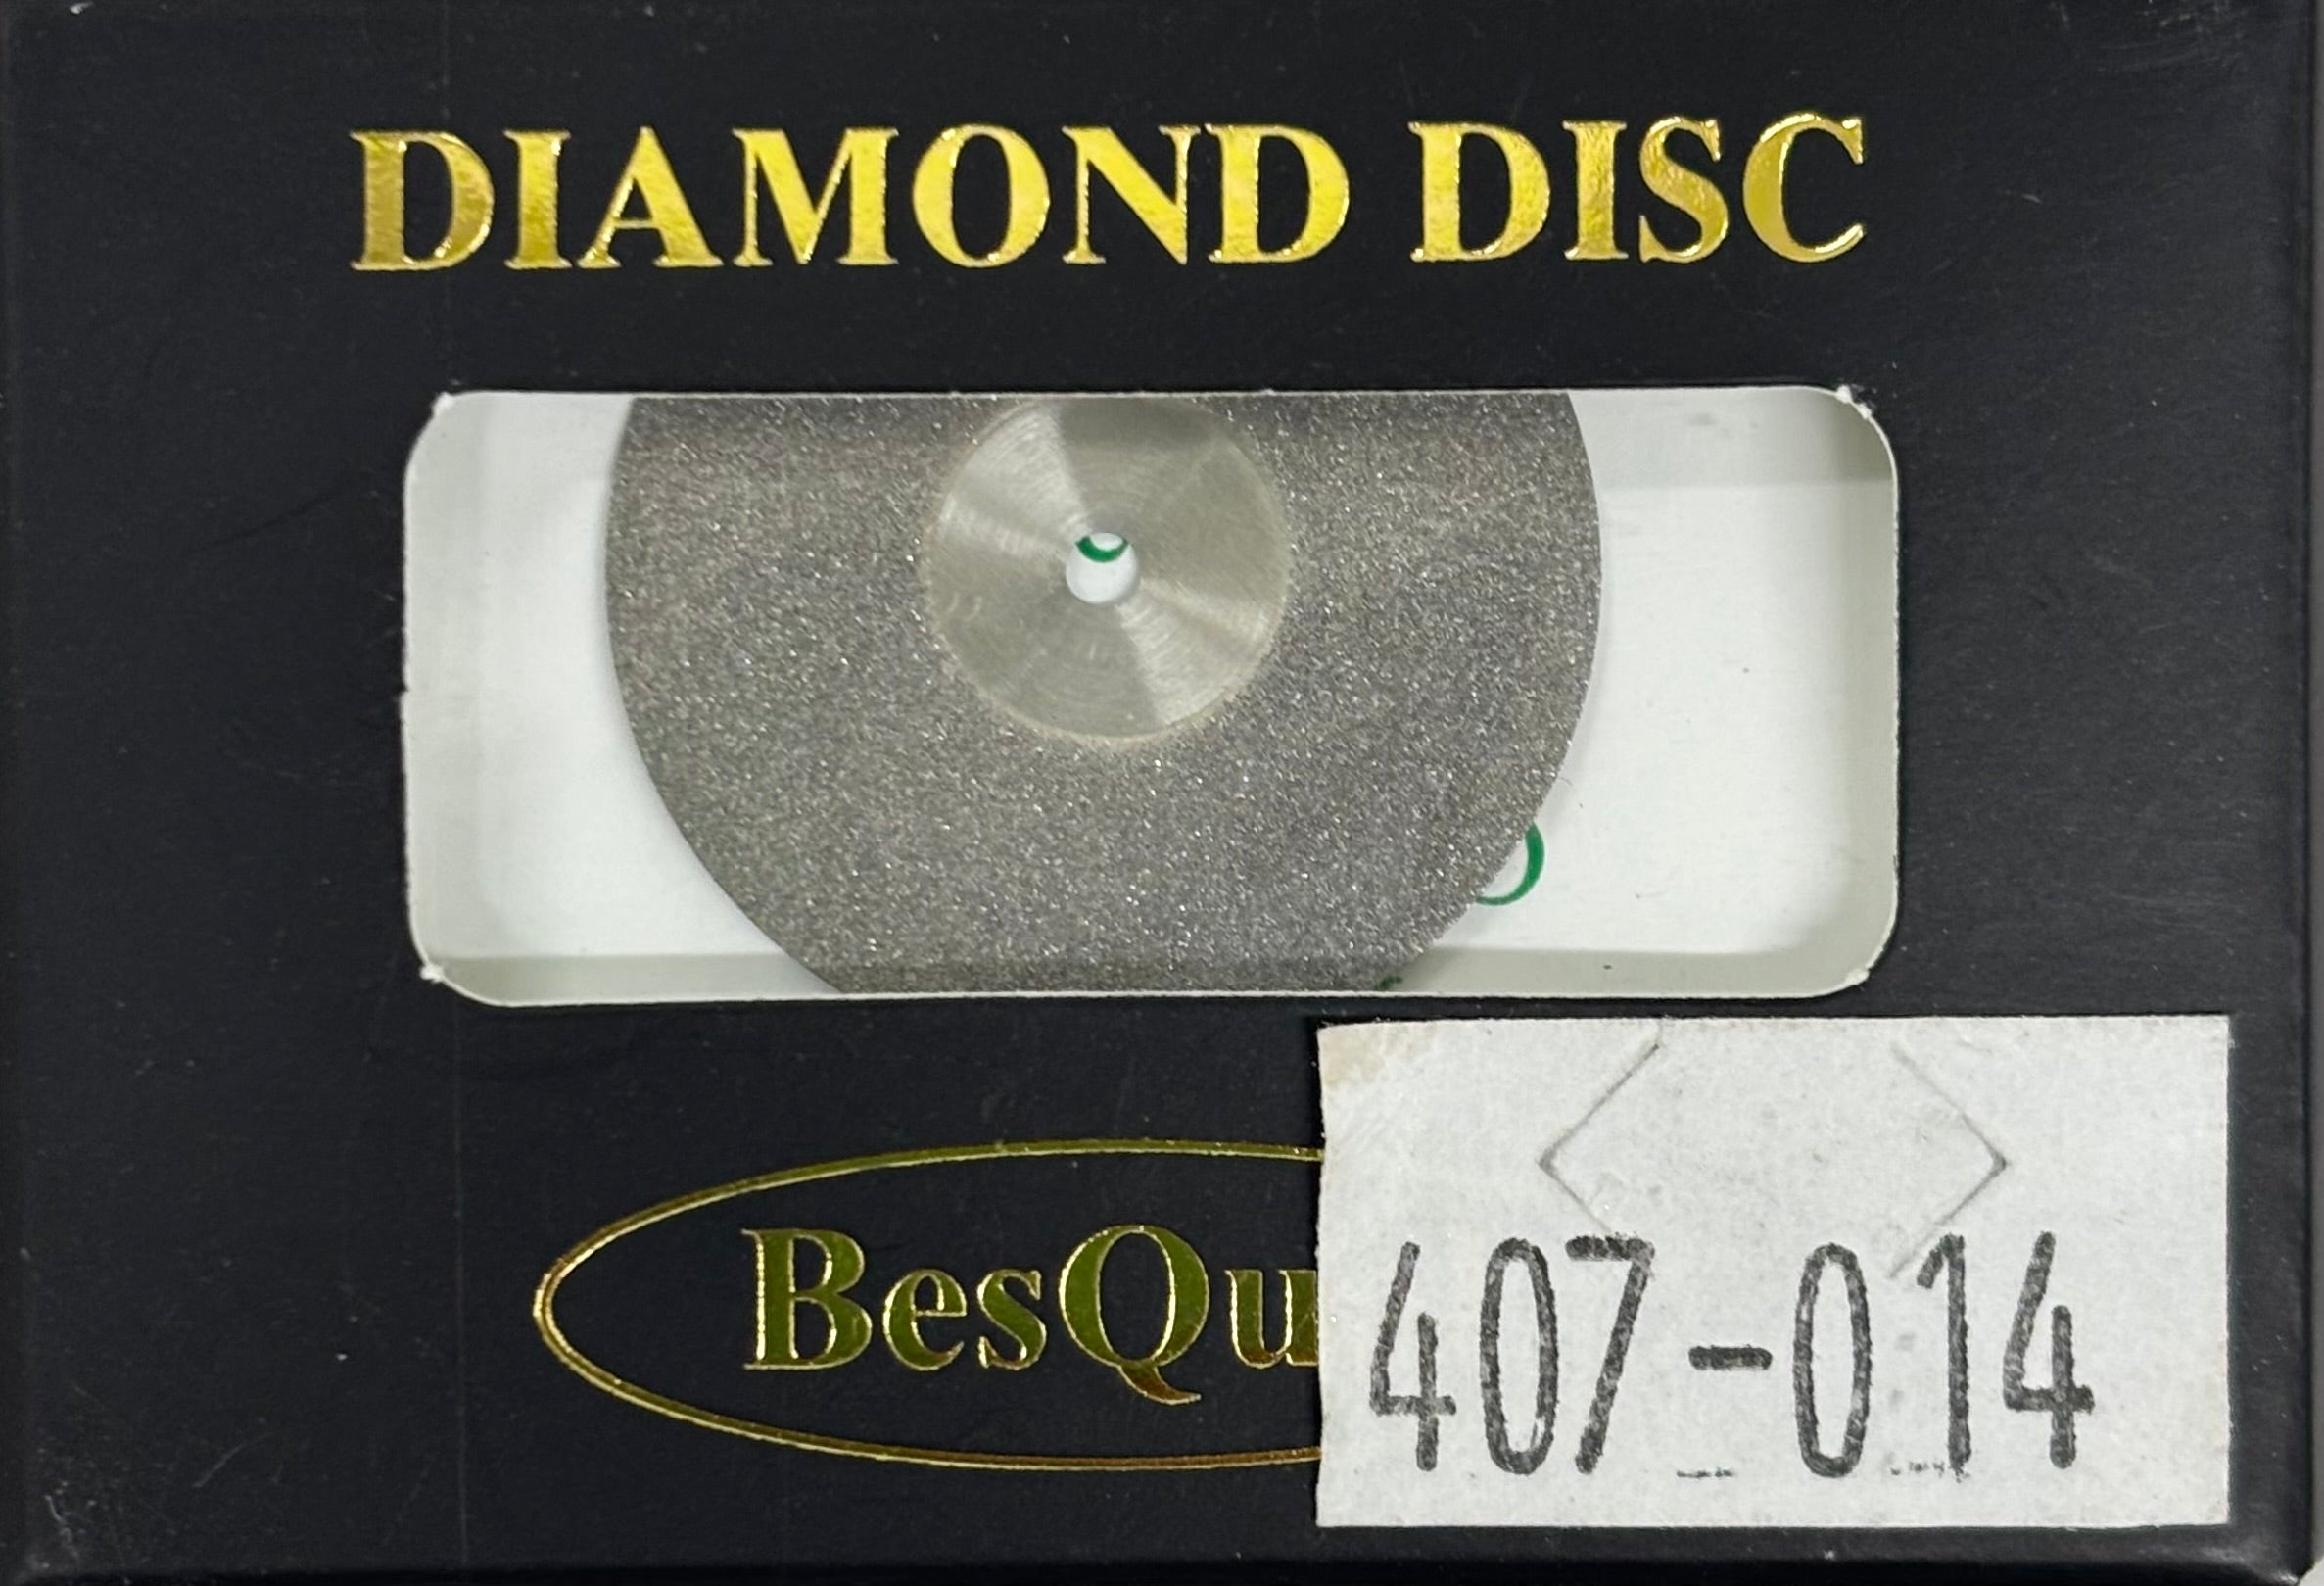 DIAMOND DISC
BesQu
407-014